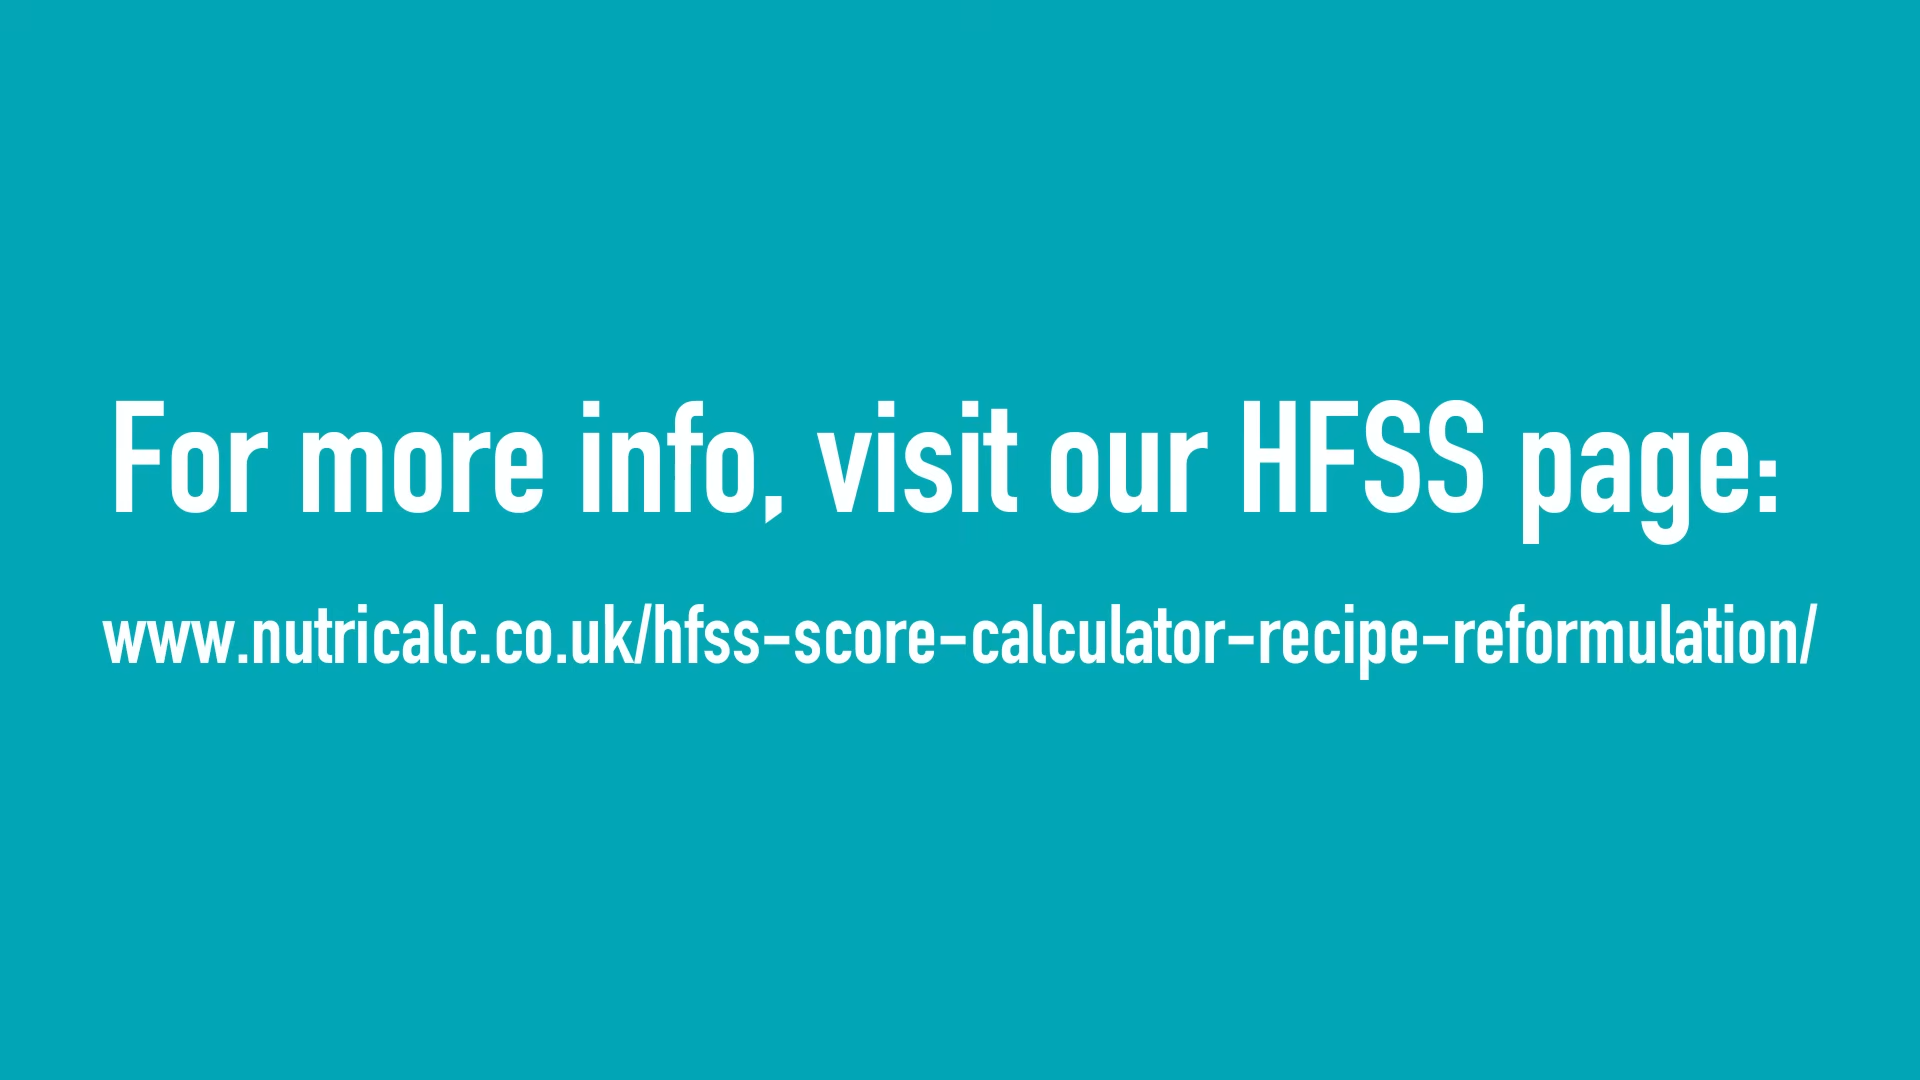 For more info, visit our HFSS page:
www.nutricalc.co.uk/hfss-score-calculator-recipe-reformulation/